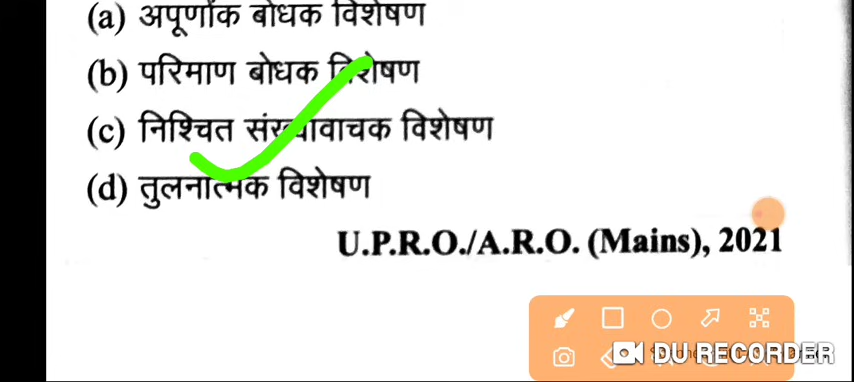 (a) अपूर्णांक बोधक विशेषण
(b) परिमाण बोधक विशेषण
(c) निश्चित संख्यावाचक विशेषण
(d) तुलनात्मक विशेषण
U.P.R.O./A.R.O. (Mains), 2021
DU RECORDER